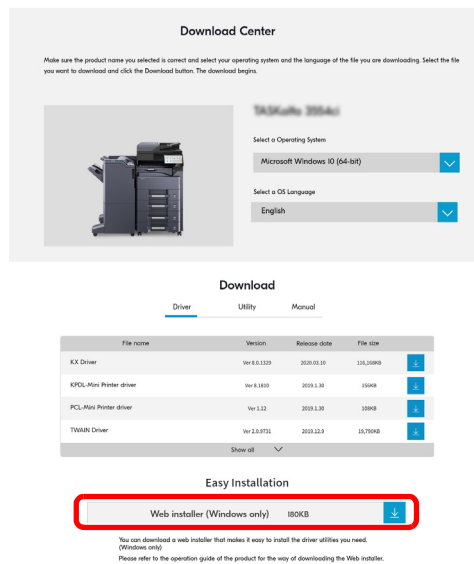 Download Center
Make sure the product name you selected is correct and select your operating system and the language of the file you are downloading. Select the file
you want to download and click the Download button. The download begins.
Select a Operating System
Microsoft Windows 10 (64-bit)
Select a OS Language
English
Download
Driver Utility Manual
File name Version Release date File size
KX Driver Ver 8.0.1329 2020.03.10 116,168KB
KPDL-Mini Printer driver Ver 8.1810 2019.1.30 156KB
PCL-Mini Printer driver Ver 1.12 2019.1.30 108KB
TWAIN Driver Ver 2.0.9731 2019.12.9 19,790KB
Show all
Easy Installation
Web installer (Windows only) 180KB
You can download a web installer that makes it easy to install the driver utilities you need.
(Windows only)
Please refer to the operation guide of the product for the way of downloading the Web installer.